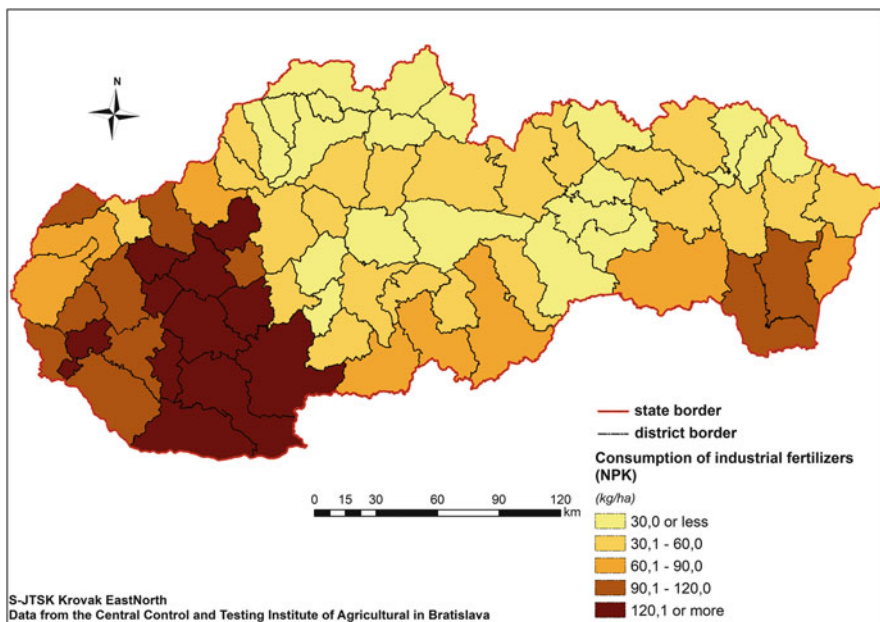 N
state border
district border
Consumption of industrial fertilizers
(NPK)
(kg/ha)
0 15 30 60 90 120
km
30,0 or less
30,1 - 60,0
60,1 - 90,0
90,1 - 120,0
120,1 or more
S-JTSK Krovak EastNorth
Data from the Central Control and Testing Institute of Agricultural in Bratislava